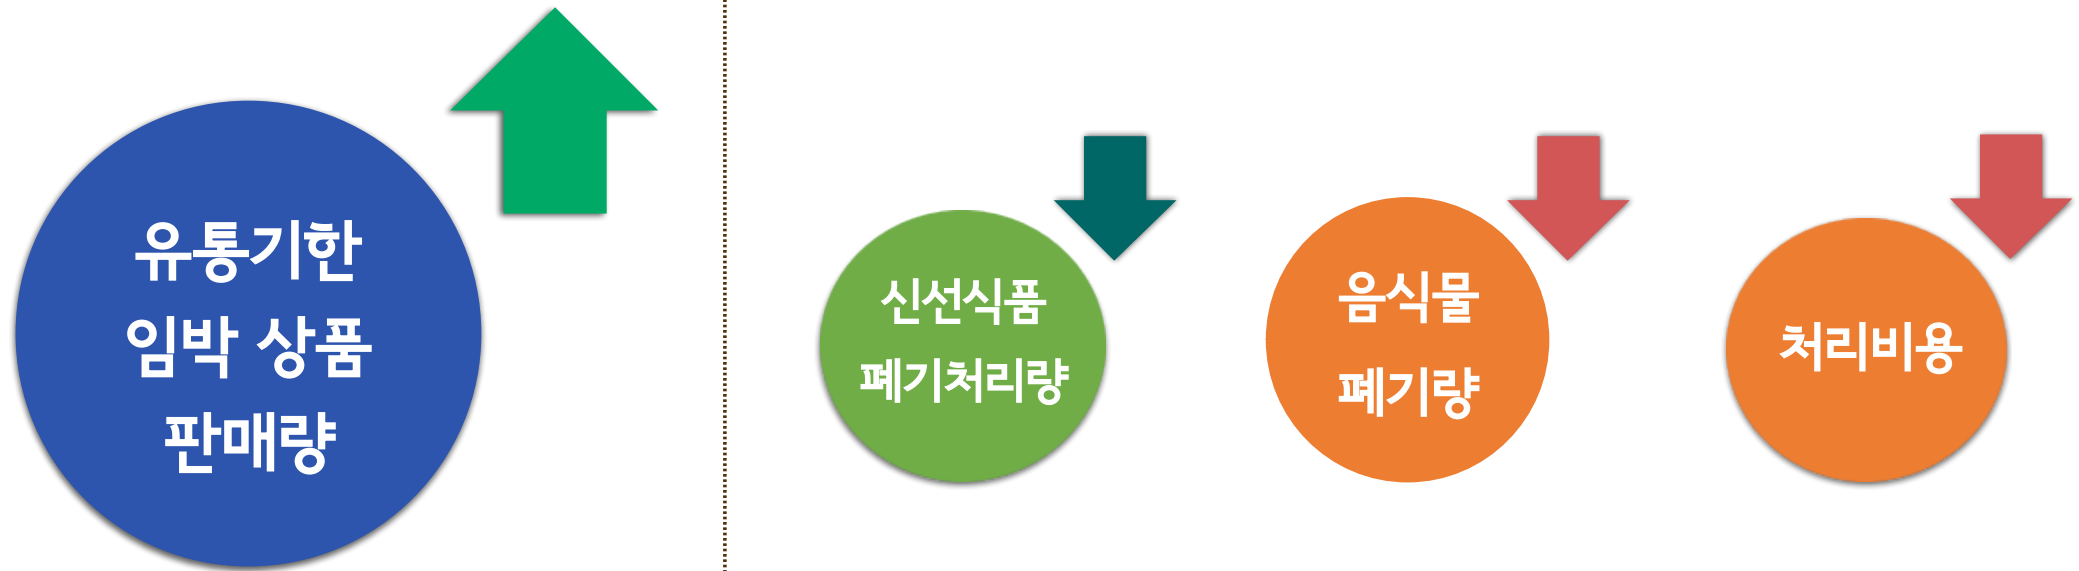 유통기한
임박 상품
판매량
신선식품
폐기처리량
음식물
폐기량
처리비용